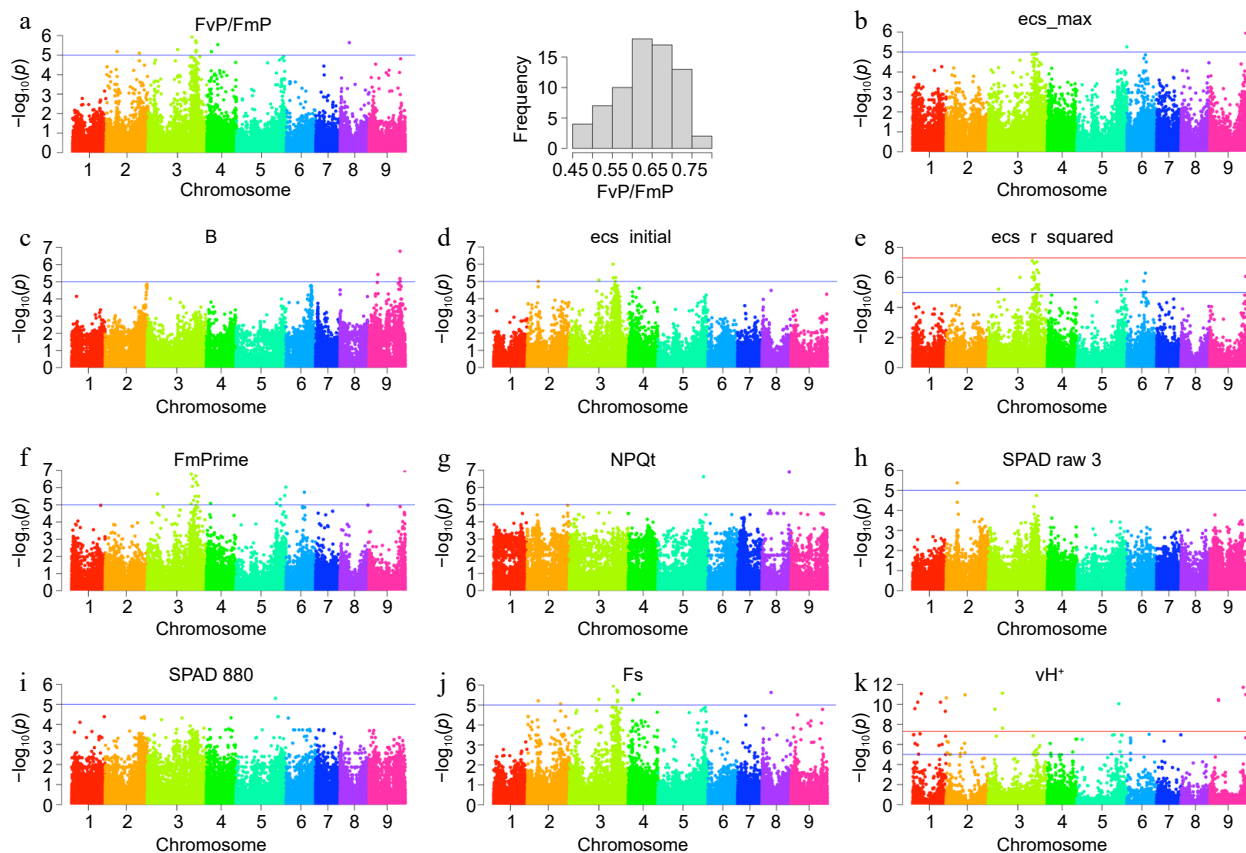 a
FvP/FmP
−log10(p)
6
5
4
3
2
1
0
1 2 3 4 5 6 7 8 9
Chromosome
Frequency
15
10
5
0
0.45 0.55 0.65 0.75
FvP/FmP
b
ecs_max
−log10(p)
6
5
4
3
2
1
0
1 2 3 4 5 6 7 8 9
Chromosome
c
B
−log10(p)
7
6
5
4
3
2
1
0
1 2 3 4 5 6 7 8 9
Chromosome
d
ecs initial
−log10(p)
7
6
5
4
3
2
1
0
1 2 3 4 5 6 7 8 9
Chromosome
e
ecs r squared
−log10(p)
8
6
4
2
0
1 2 3 4 5 6 7 8 9
Chromosome
f
FmPrime
−log10(p)
7
6
5
4
3
2
1
0
1 2 3 4 5 6 7 8 9
Chromosome
g
NPQt
−log10(p)
7
6
5
4
3
2
1
0
1 2 3 4 5 6 7 8 9
Chromosome
h
SPAD raw 3
−log10(p)
6
5
4
3
2
1
0
1 2 3 4 5 6 7 8 9
Chromosome
i
SPAD 880
−log10(p)
6
5
4
3
2
1
0
1 2 3 4 5 6 7 8 9
Chromosome
j
Fs
−log10(p)
6
5
4
3
2
1
0
1 2 3 4 5 6 7 8 9
Chromosome
k
vH⁺
−log10(p)
12
10
8
6
4
2
0
1 2 3 4 5 6 7 8 9
Chromosome